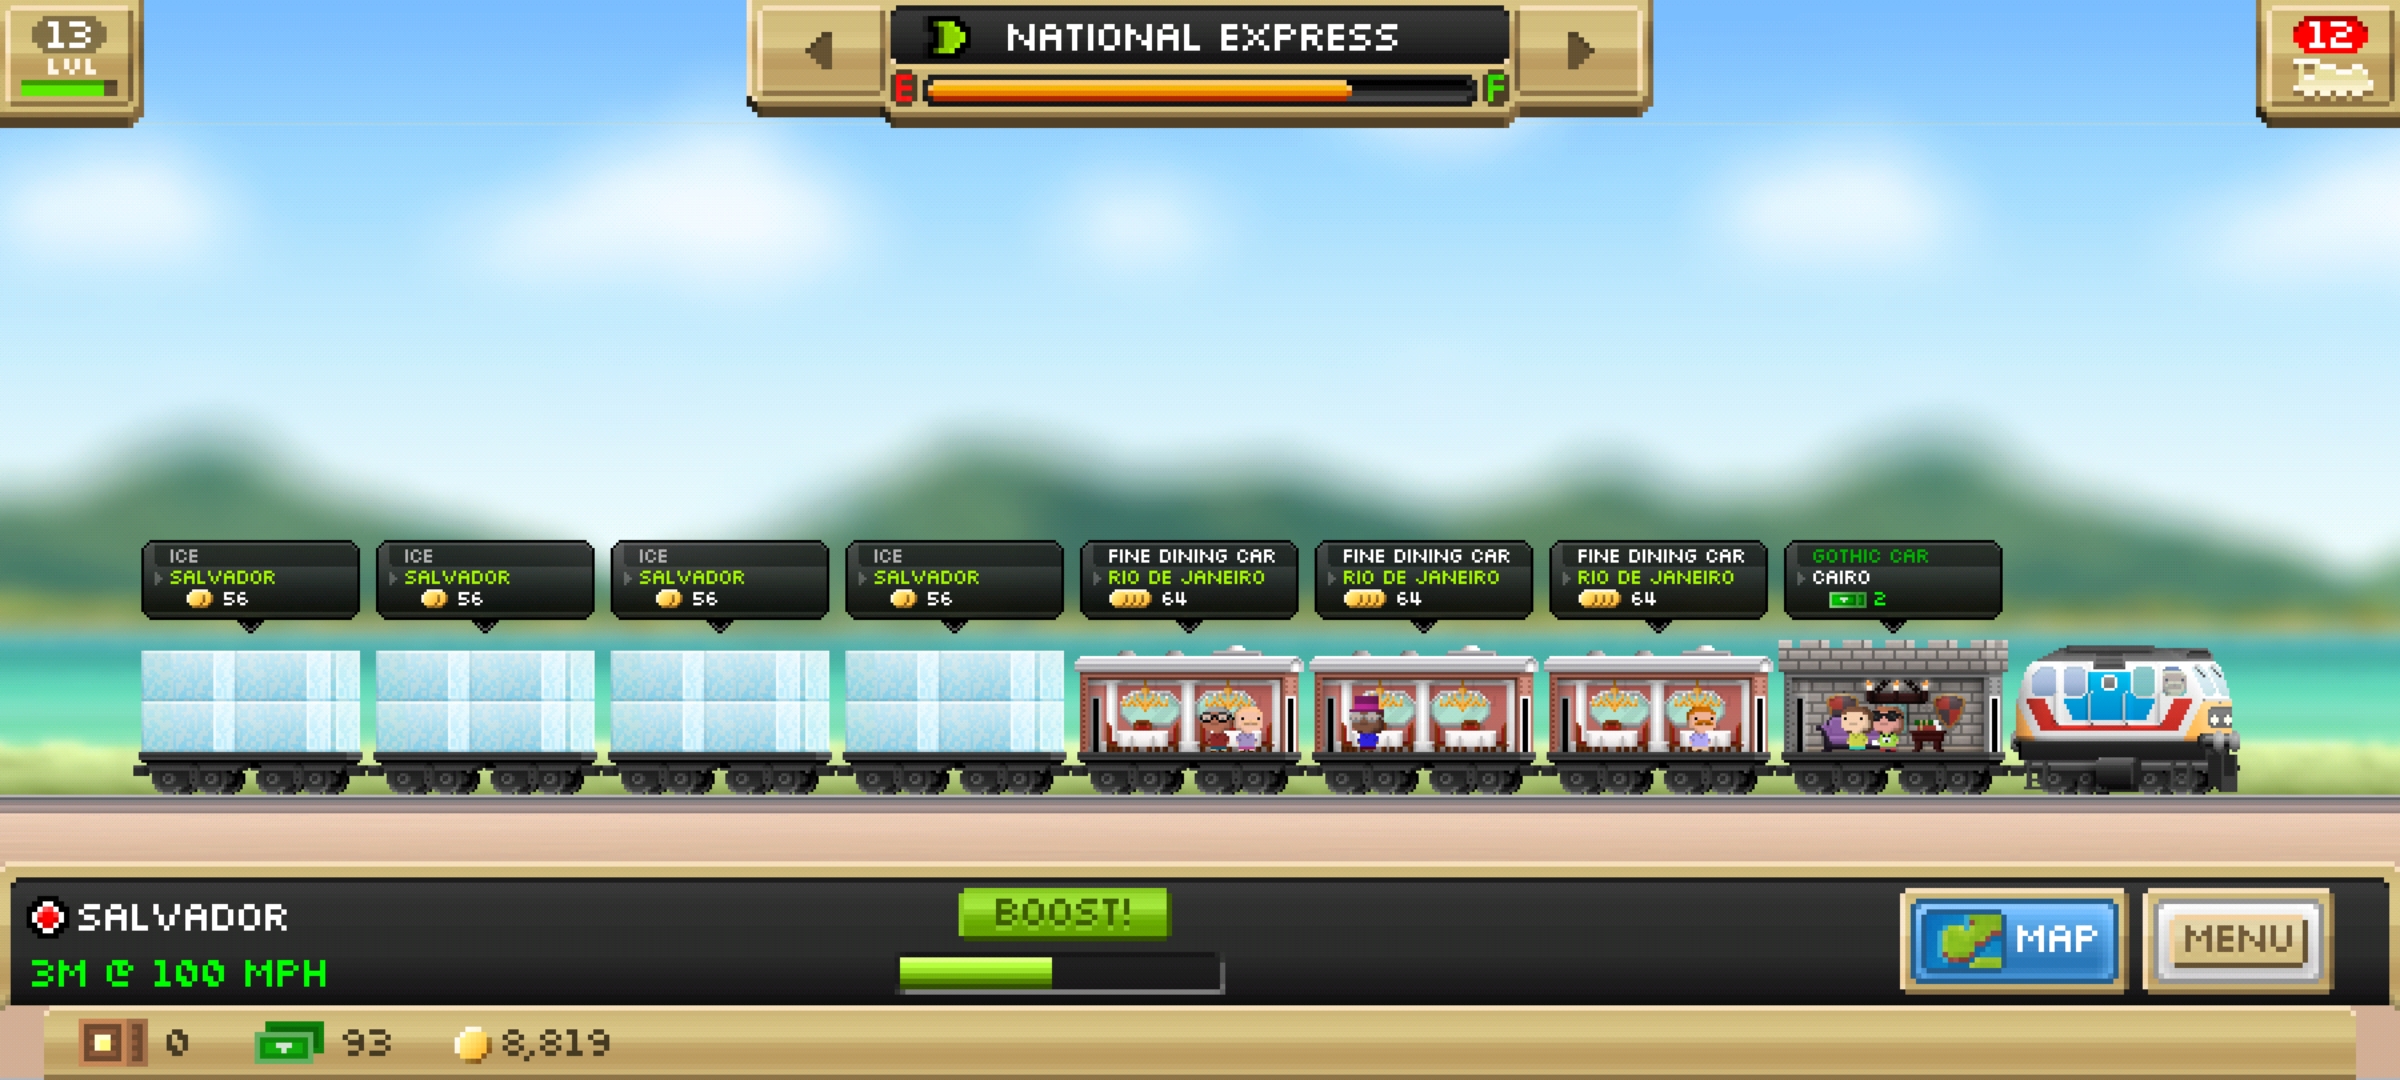 13
LVL
NATIONAL EXPRESS
E F
12
ICE
SALVADOR
56
ICE
SALVADOR
56
ICE
SALVADOR
56
ICE
SALVADOR
56
FINE DINING CAR
RIO DE JANEIRO
64
FINE DINING CAR
RIO DE JANEIRO
64
FINE DINING CAR
RIO DE JANEIRO
64
GOTHIC CAR
CAIRO
2
SALVADOR
3M @ 100 MPH
BOOST!
MAP
MENU
0 93 8,819